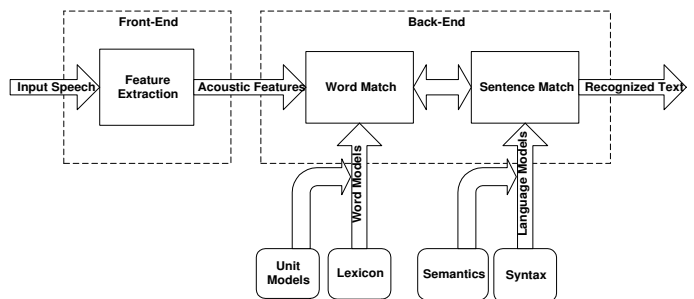 Front-End
Back-End
Input Speech
Feature
Extraction
Acoustic Features
Word Match
Sentence Match
Recognized Text
Word Models
Language Models
Unit
Models
Lexicon
Semantics
Syntax